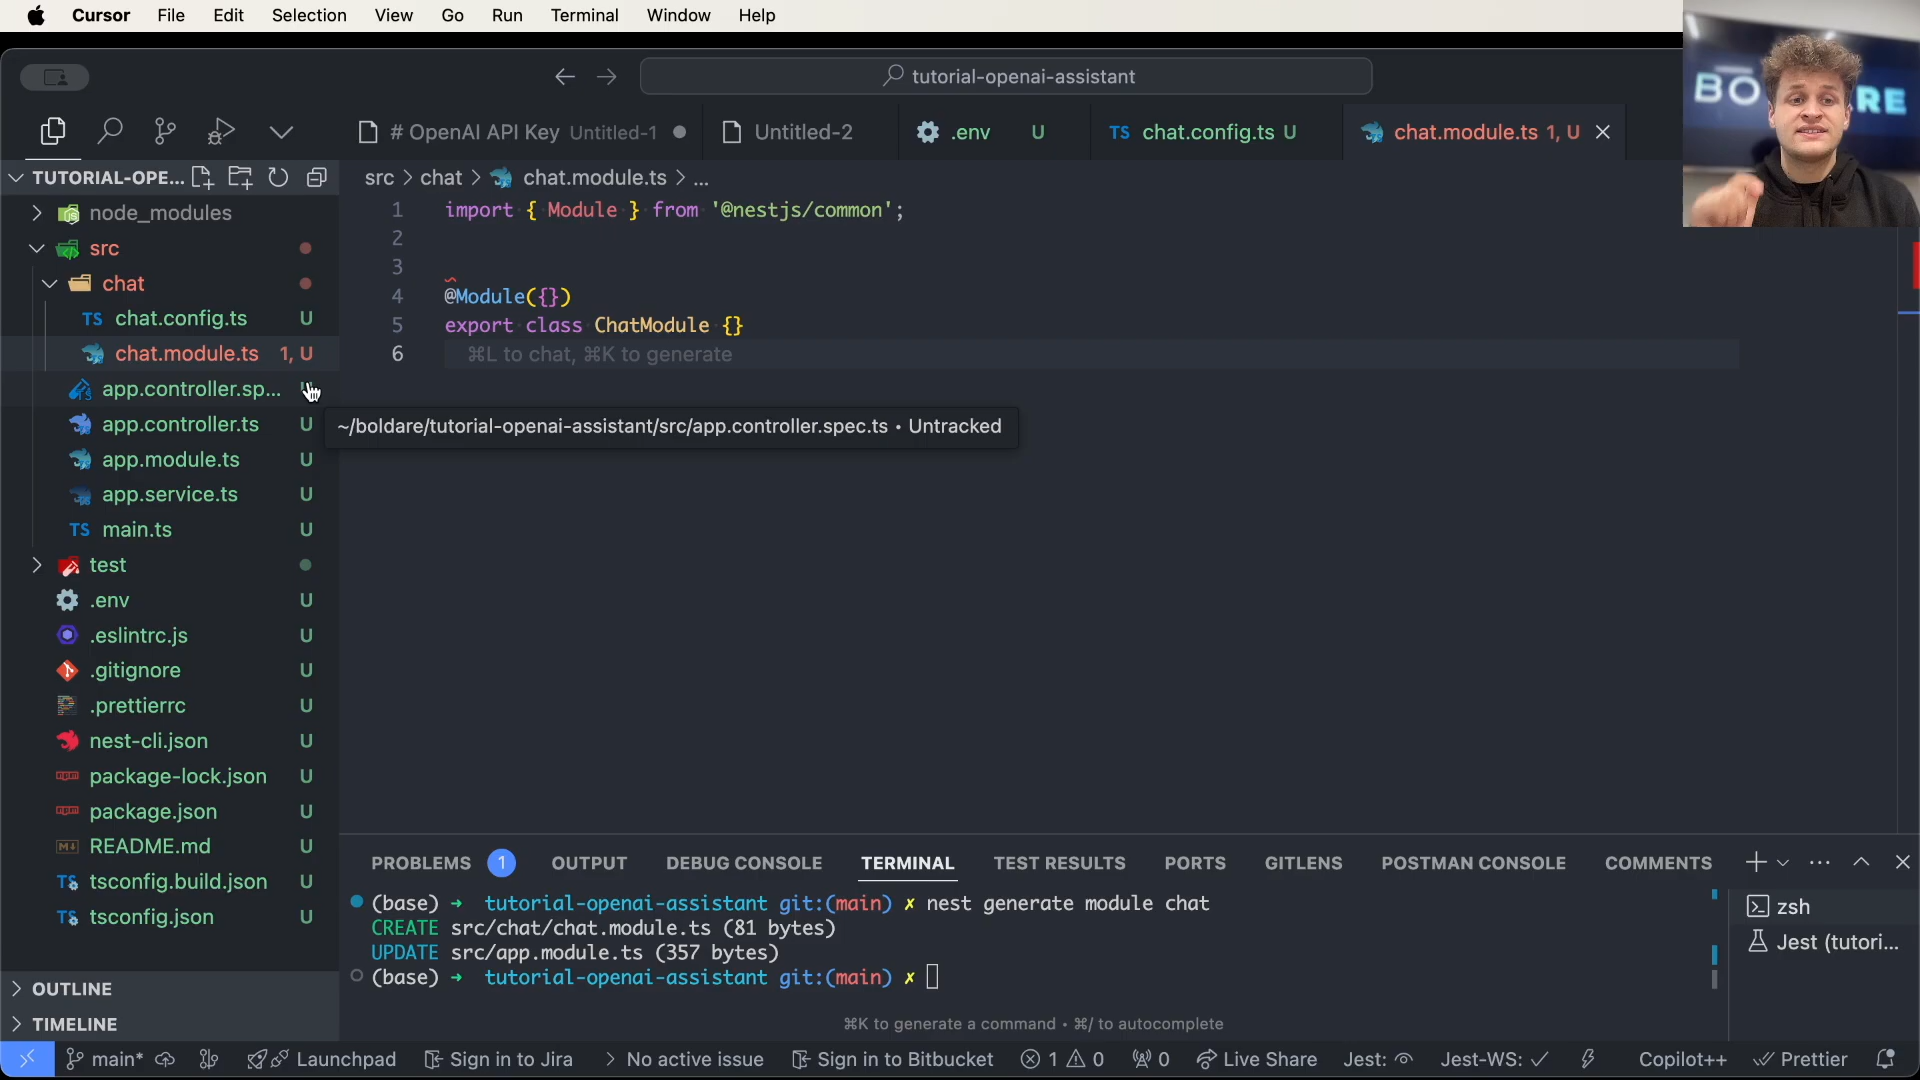 Cursor File Edit Selection View Go Run Terminal Window Help
tutorial-openai-assistant
# OpenAI API Key Untitled-1
Untitled-2
.env U
TS chat.config.ts U
chat.module.ts 1, U
TUTORIAL-OPE...
node_modules
src
chat
TS chat.config.ts U
chat.module.ts 1, U
app.controller.sp...
app.controller.ts U
app.module.ts U
app.service.ts U
TS main.ts U
test
.env U
.eslintrc.js U
.gitignore U
.prettierrc U
nest-cli.json U
package-lock.json U
package.json U
README.md U
tsconfig.build.json U
tsconfig.json U
OUTLINE
TIMELINE
src > chat > chat.module.ts > ...
1 import { Module } from '@nestjs/common';
2
3
4 @Module({})
5 export class ChatModule {}
6 ⌘L to chat, ⌘K to generate
~/boldare/tutorial-openai-assistant/src/app.controller.spec.ts • Untracked
PROBLEMS 1 OUTPUT DEBUG CONSOLE TERMINAL TEST RESULTS PORTS GITLENS POSTMAN CONSOLE COMMENTS
(base) → tutorial-openai-assistant git:(main) ✗ nest generate module chat
CREATE src/chat/chat.module.ts (81 bytes)
UPDATE src/app.module.ts (357 bytes)
(base) → tutorial-openai-assistant git:(main) ✗
⌘K to generate a command • ⌘/ to autocomplete
zsh
Jest (tutori...
main* Launchpad Sign in to Jira No active issue Sign in to Bitbucket 1 0 0 Live Share Jest: Jest-WS: ✓ Copilot++ Prettier